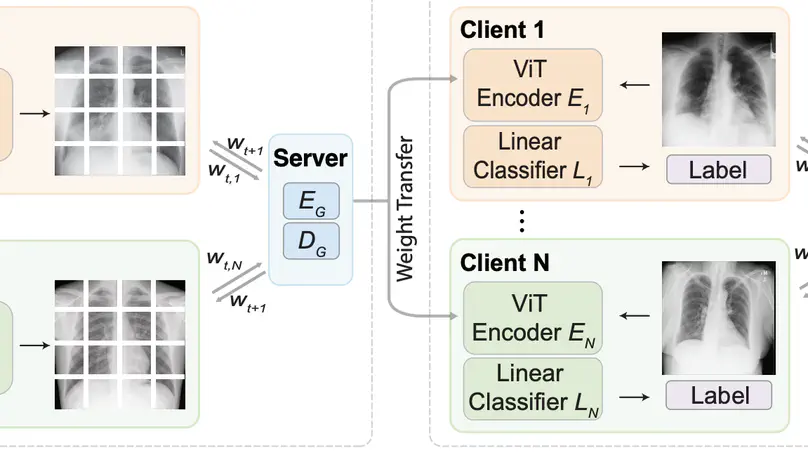 W_{t+1}
W_{t,1}
Server
E_G
D_G
W_{t,N}
W_{t+1}
Weight Transfer
Client 1
ViT
Encoder E_1
Linear
Classifier L_1
Label
W
Client N
ViT
Encoder E_N
Linear
Classifier L_N
Label
W